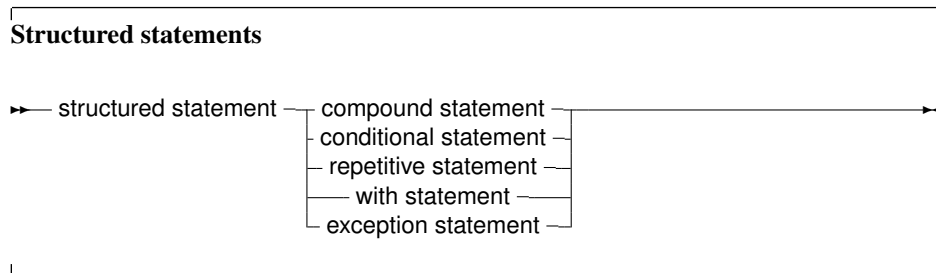 Structured statements
structured statement compound statement
conditional statement
repetitive statement
with statement
exception statement